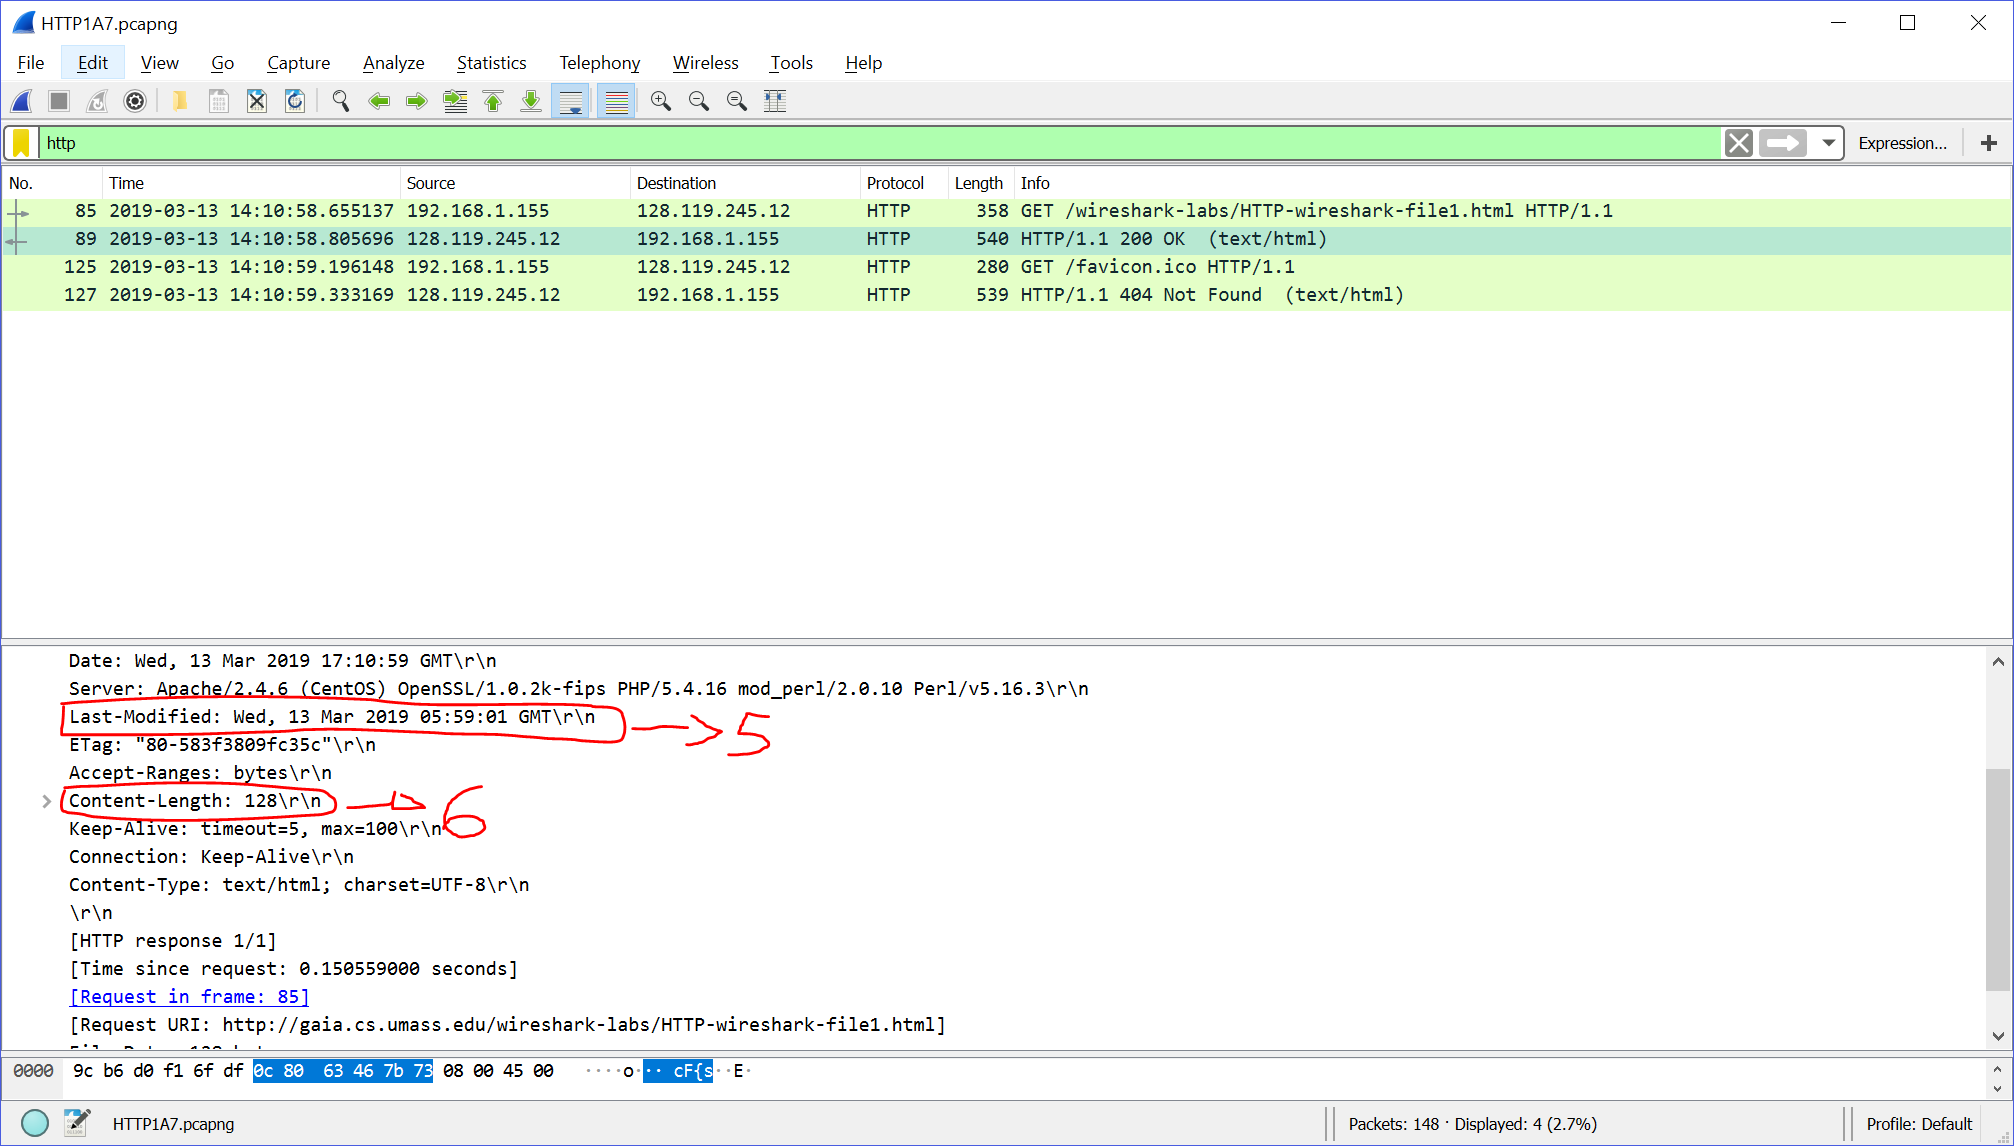 HTTP1A7.pcapng
File Edit View Go Capture Analyze Statistics Telephony Wireless Tools Help
http Expression... +
No. Time Source Destination Protocol Length Info
85 2019-03-13 14:10:58.655137 192.168.1.155 128.119.245.12 HTTP 358 GET /wireshark-labs/HTTP-wireshark-file1.html HTTP/1.1
89 2019-03-13 14:10:58.805696 128.119.245.12 192.168.1.155 HTTP 540 HTTP/1.1 200 OK (text/html)
125 2019-03-13 14:10:59.196148 192.168.1.155 128.119.245.12 HTTP 280 GET /favicon.ico HTTP/1.1
127 2019-03-13 14:10:59.333169 128.119.245.12 192.168.1.155 HTTP 539 HTTP/1.1 404 Not Found (text/html)
Date: Wed, 13 Mar 2019 17:10:59 GMT\r\n
Server: Apache/2.4.6 (CentOS) OpenSSL/1.0.2k-fips PHP/5.4.16 mod_perl/2.0.10 Perl/v5.16.3\r\n
Last-Modified: Wed, 13 Mar 2019 05:59:01 GMT\r\n 5
ETag: "80-583f3809fc35c"\r\n
Accept-Ranges: bytes\r\n
Content-Length: 128\r\n 6
Keep-Alive: timeout=5, max=100\r\n
Connection: Keep-Alive\r\n
Content-Type: text/html; charset=UTF-8\r\n
\r\n
[HTTP response 1/1]
[Time since request: 0.150559000 seconds]
[Request in frame: 85]
[Request URI: http://gaia.cs.umass.edu/wireshark-labs/HTTP-wireshark-file1.html]
0000 9c b6 d0 f1 6f df 0c 80 63 46 7b 73 08 00 45 00 ····o··· cF{s··E·
HTTP1A7.pcapng Packets: 148 · Displayed: 4 (2.7%) Profile: Default